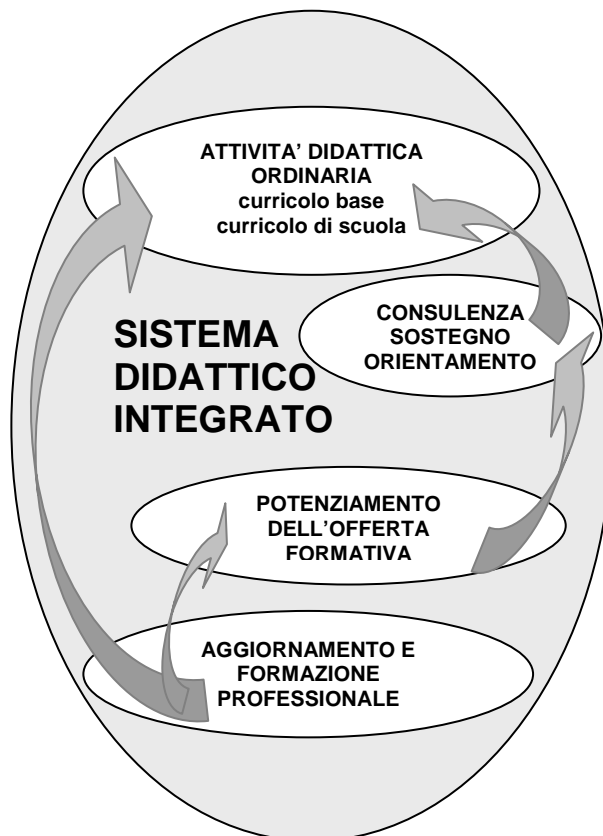 ATTIVITA' DIDATTICA
ORDINARIA
curricolo base
curricolo di scuola
CONSULENZA
SOSTEGNO
ORIENTAMENTO
SISTEMA
DIDATTICO
INTEGRATO
POTENZIAMENTO
DELL'OFFERTA
FORMATIVA
AGGIORNAMENTO E
FORMAZIONE
PROFESSIONALE